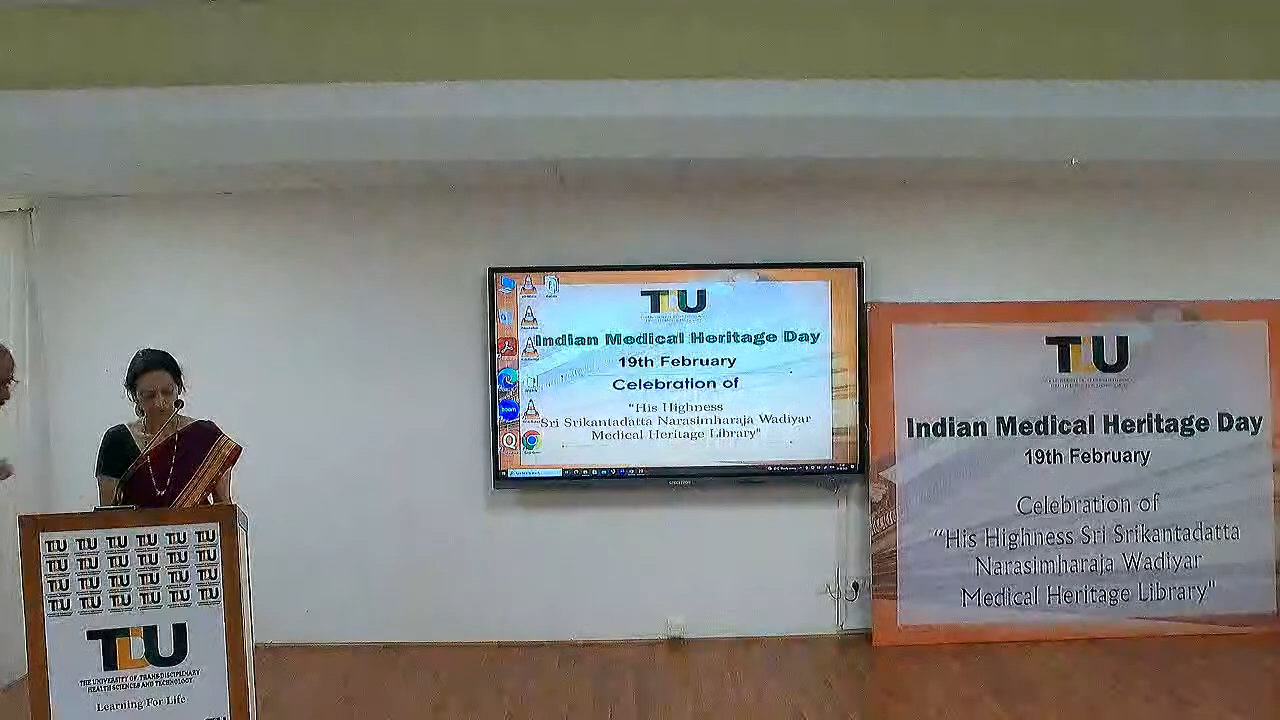 TDU
Indian Medical Heritage Day
19th February
Celebration of
"His Highness
Sri Srikantadatta Narasimharaja Wadiyar
Medical Heritage Library"
zoom
TDU
Indian Medical Heritage Day
19th February
Celebration of
"His Highness Sri Srikantadatta
Narasimharaja Wadiyar
Medical Heritage Library"
TDU TDU TDU TDU TDU TDU
TDU TDU TDU TDU TDU TDU
TDU TDU TDU TDU TDU TDU
TDU TDU TDU TDU TDU TDU
TDU
THE UNIVERSITY OF TRANS-DISCIPLINARY
HEALTH SCIENCES AND TECHNOLOGY
Learning For Life